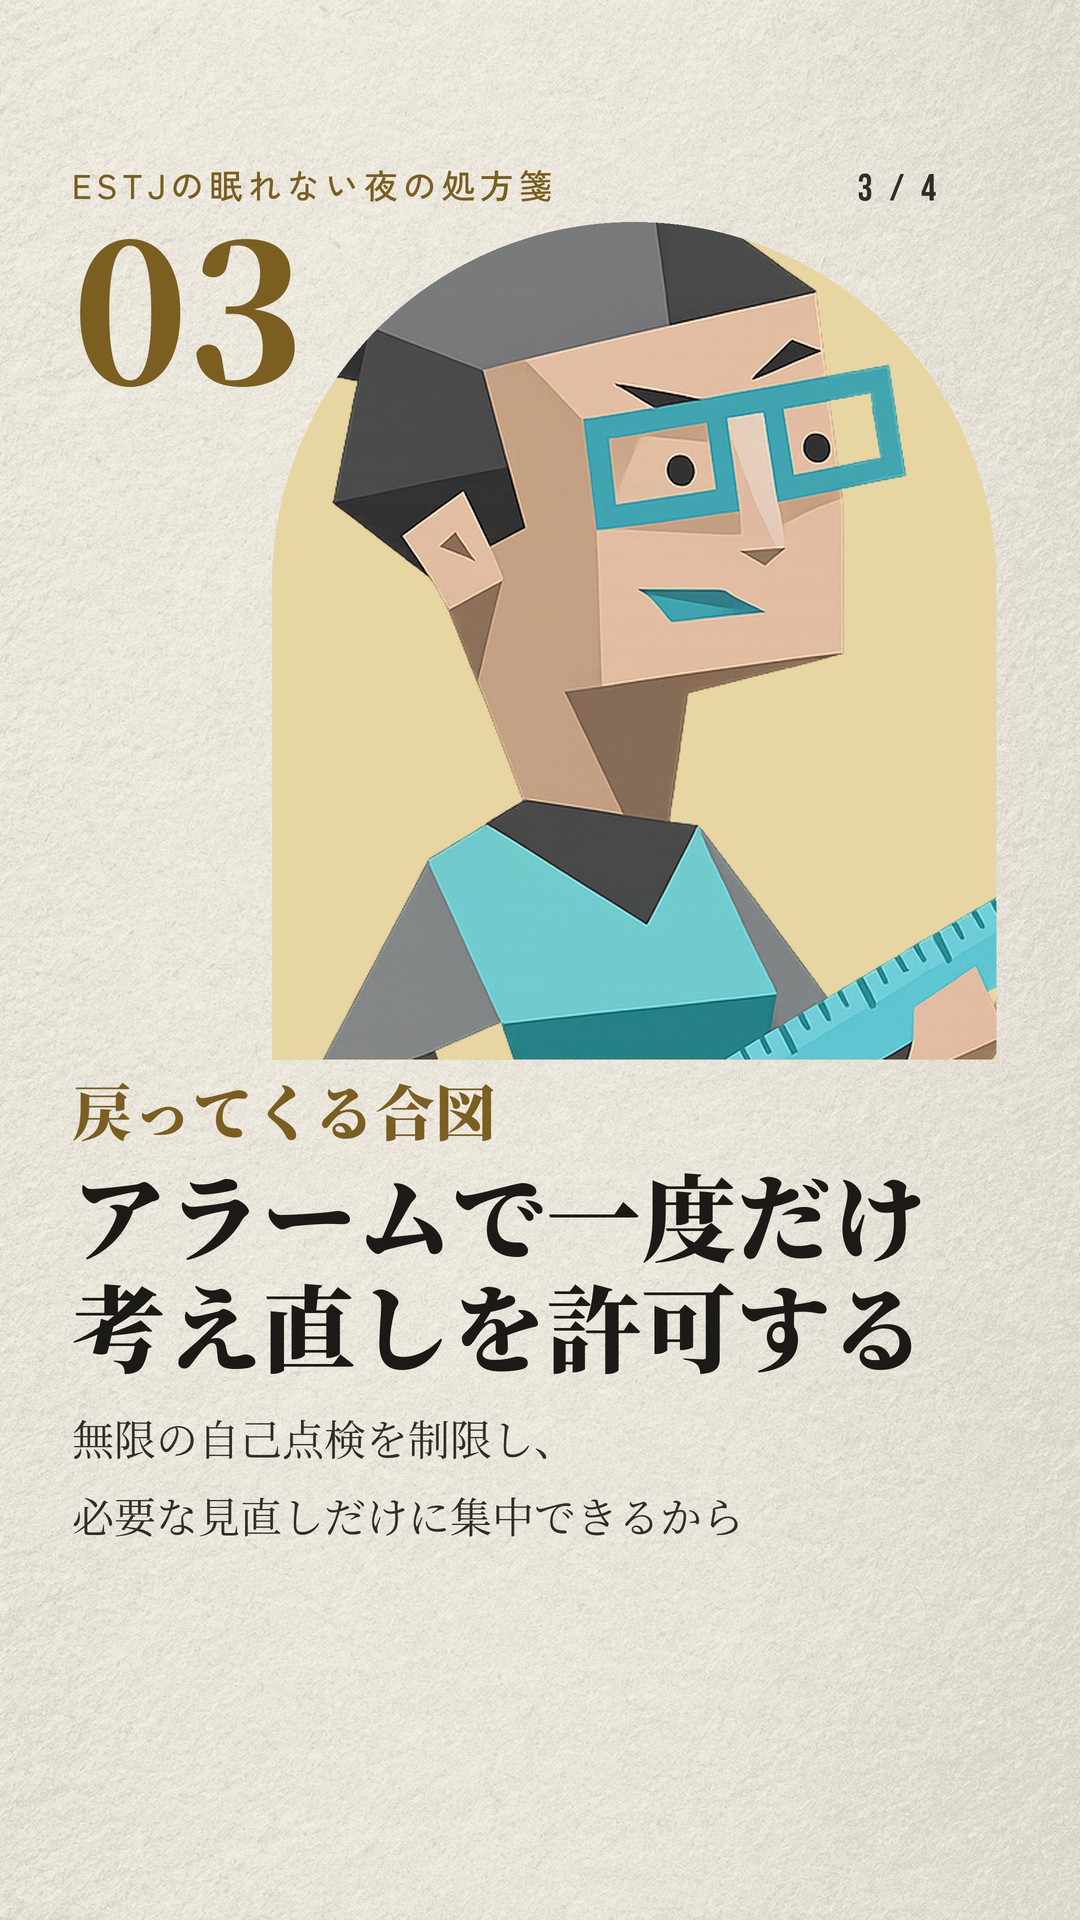 ESTJの眠れない夜の処方箋
3 / 4
03
戻ってくる合図
アラームで一度だけ
考え直しを許可する
無限の自己点検を制限し、
必要な見直しだけに集中できるから